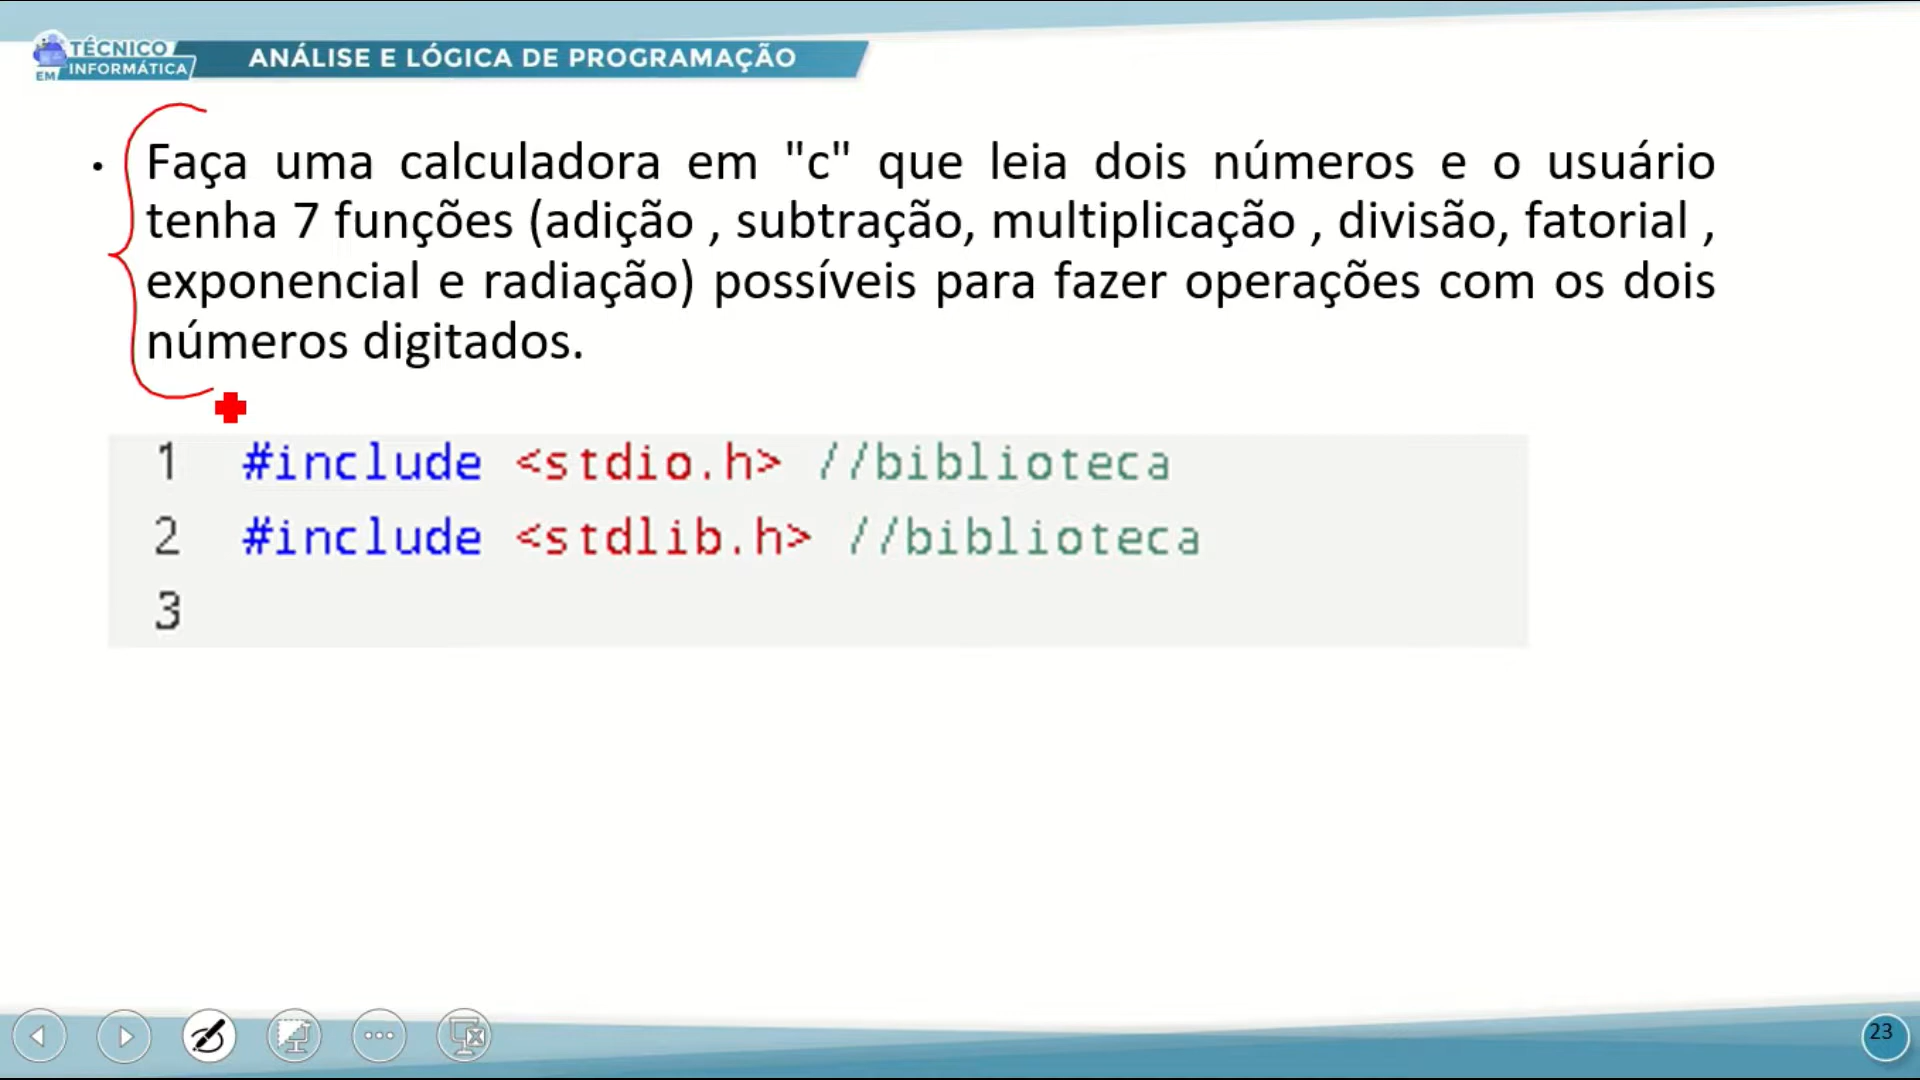 TÉCNICO
EM INFORMÁTICA
ANÁLISE E LÓGICA DE PROGRAMAÇÃO
• Faça uma calculadora em "c" que leia dois números e o usuário
tenha 7 funções (adição , subtração, multiplicação , divisão, fatorial ,
exponencial e radiação) possíveis para fazer operações com os dois
números digitados.
1 #include <stdio.h> //biblioteca
2 #include <stdlib.h> //biblioteca
3
23